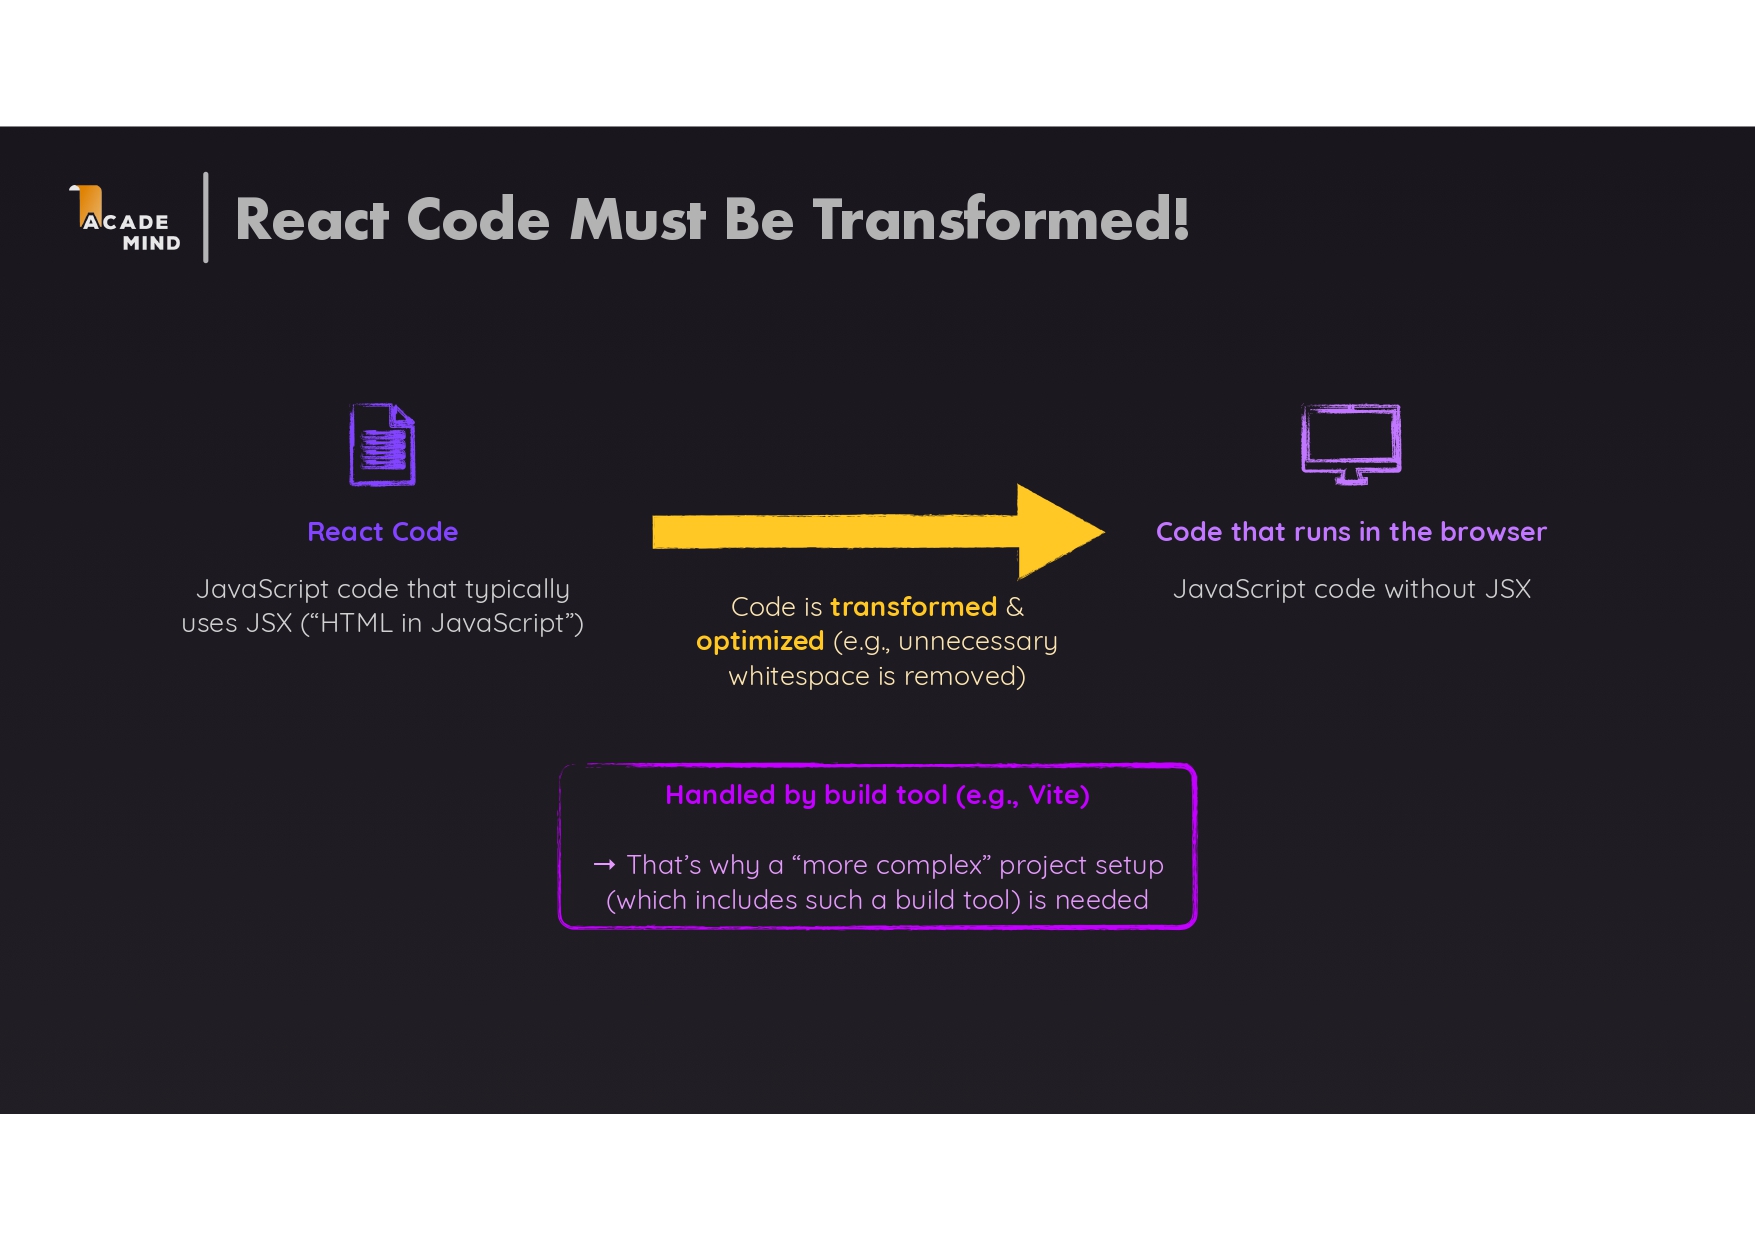 ACADE
MIND
React Code Must Be Transformed!
React Code
JavaScript code that typically
uses JSX (“HTML in JavaScript”)
Code is transformed &
optimized (e.g., unnecessary
whitespace is removed)
Code that runs in the browser
JavaScript code without JSX
Handled by build tool (e.g., Vite)
→ That’s why a “more complex” project setup
(which includes such a build tool) is needed